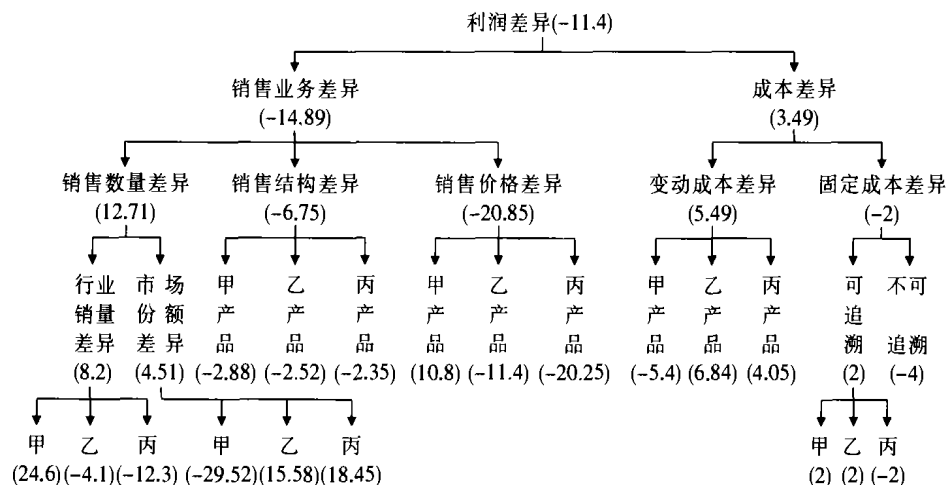 利润差异(-11.4)
销售业务差异 成本差异
(-14.89) (3.49)
销售数量差异 销售结构差异 销售价格差异 变动成本差异 固定成本差异
(12.71) (-6.75) (-20.85) (5.49) (-2)
行业销量差异 市场份额差异 甲产品 乙产品 丙产品 甲产品 乙产品 丙产品 甲产品 乙产品 丙产品 可追溯 不可追溯
(8.2) (4.51) (-2.88) (-2.52) (-2.35) (10.8) (-11.4) (-20.25) (-5.4) (6.84) (4.05) (2) (-4)
甲 乙 丙 甲 乙 丙 甲 乙 丙
(24.6) (-4.1) (-12.3) (-29.52) (15.58) (18.45) (2) (2) (-2)